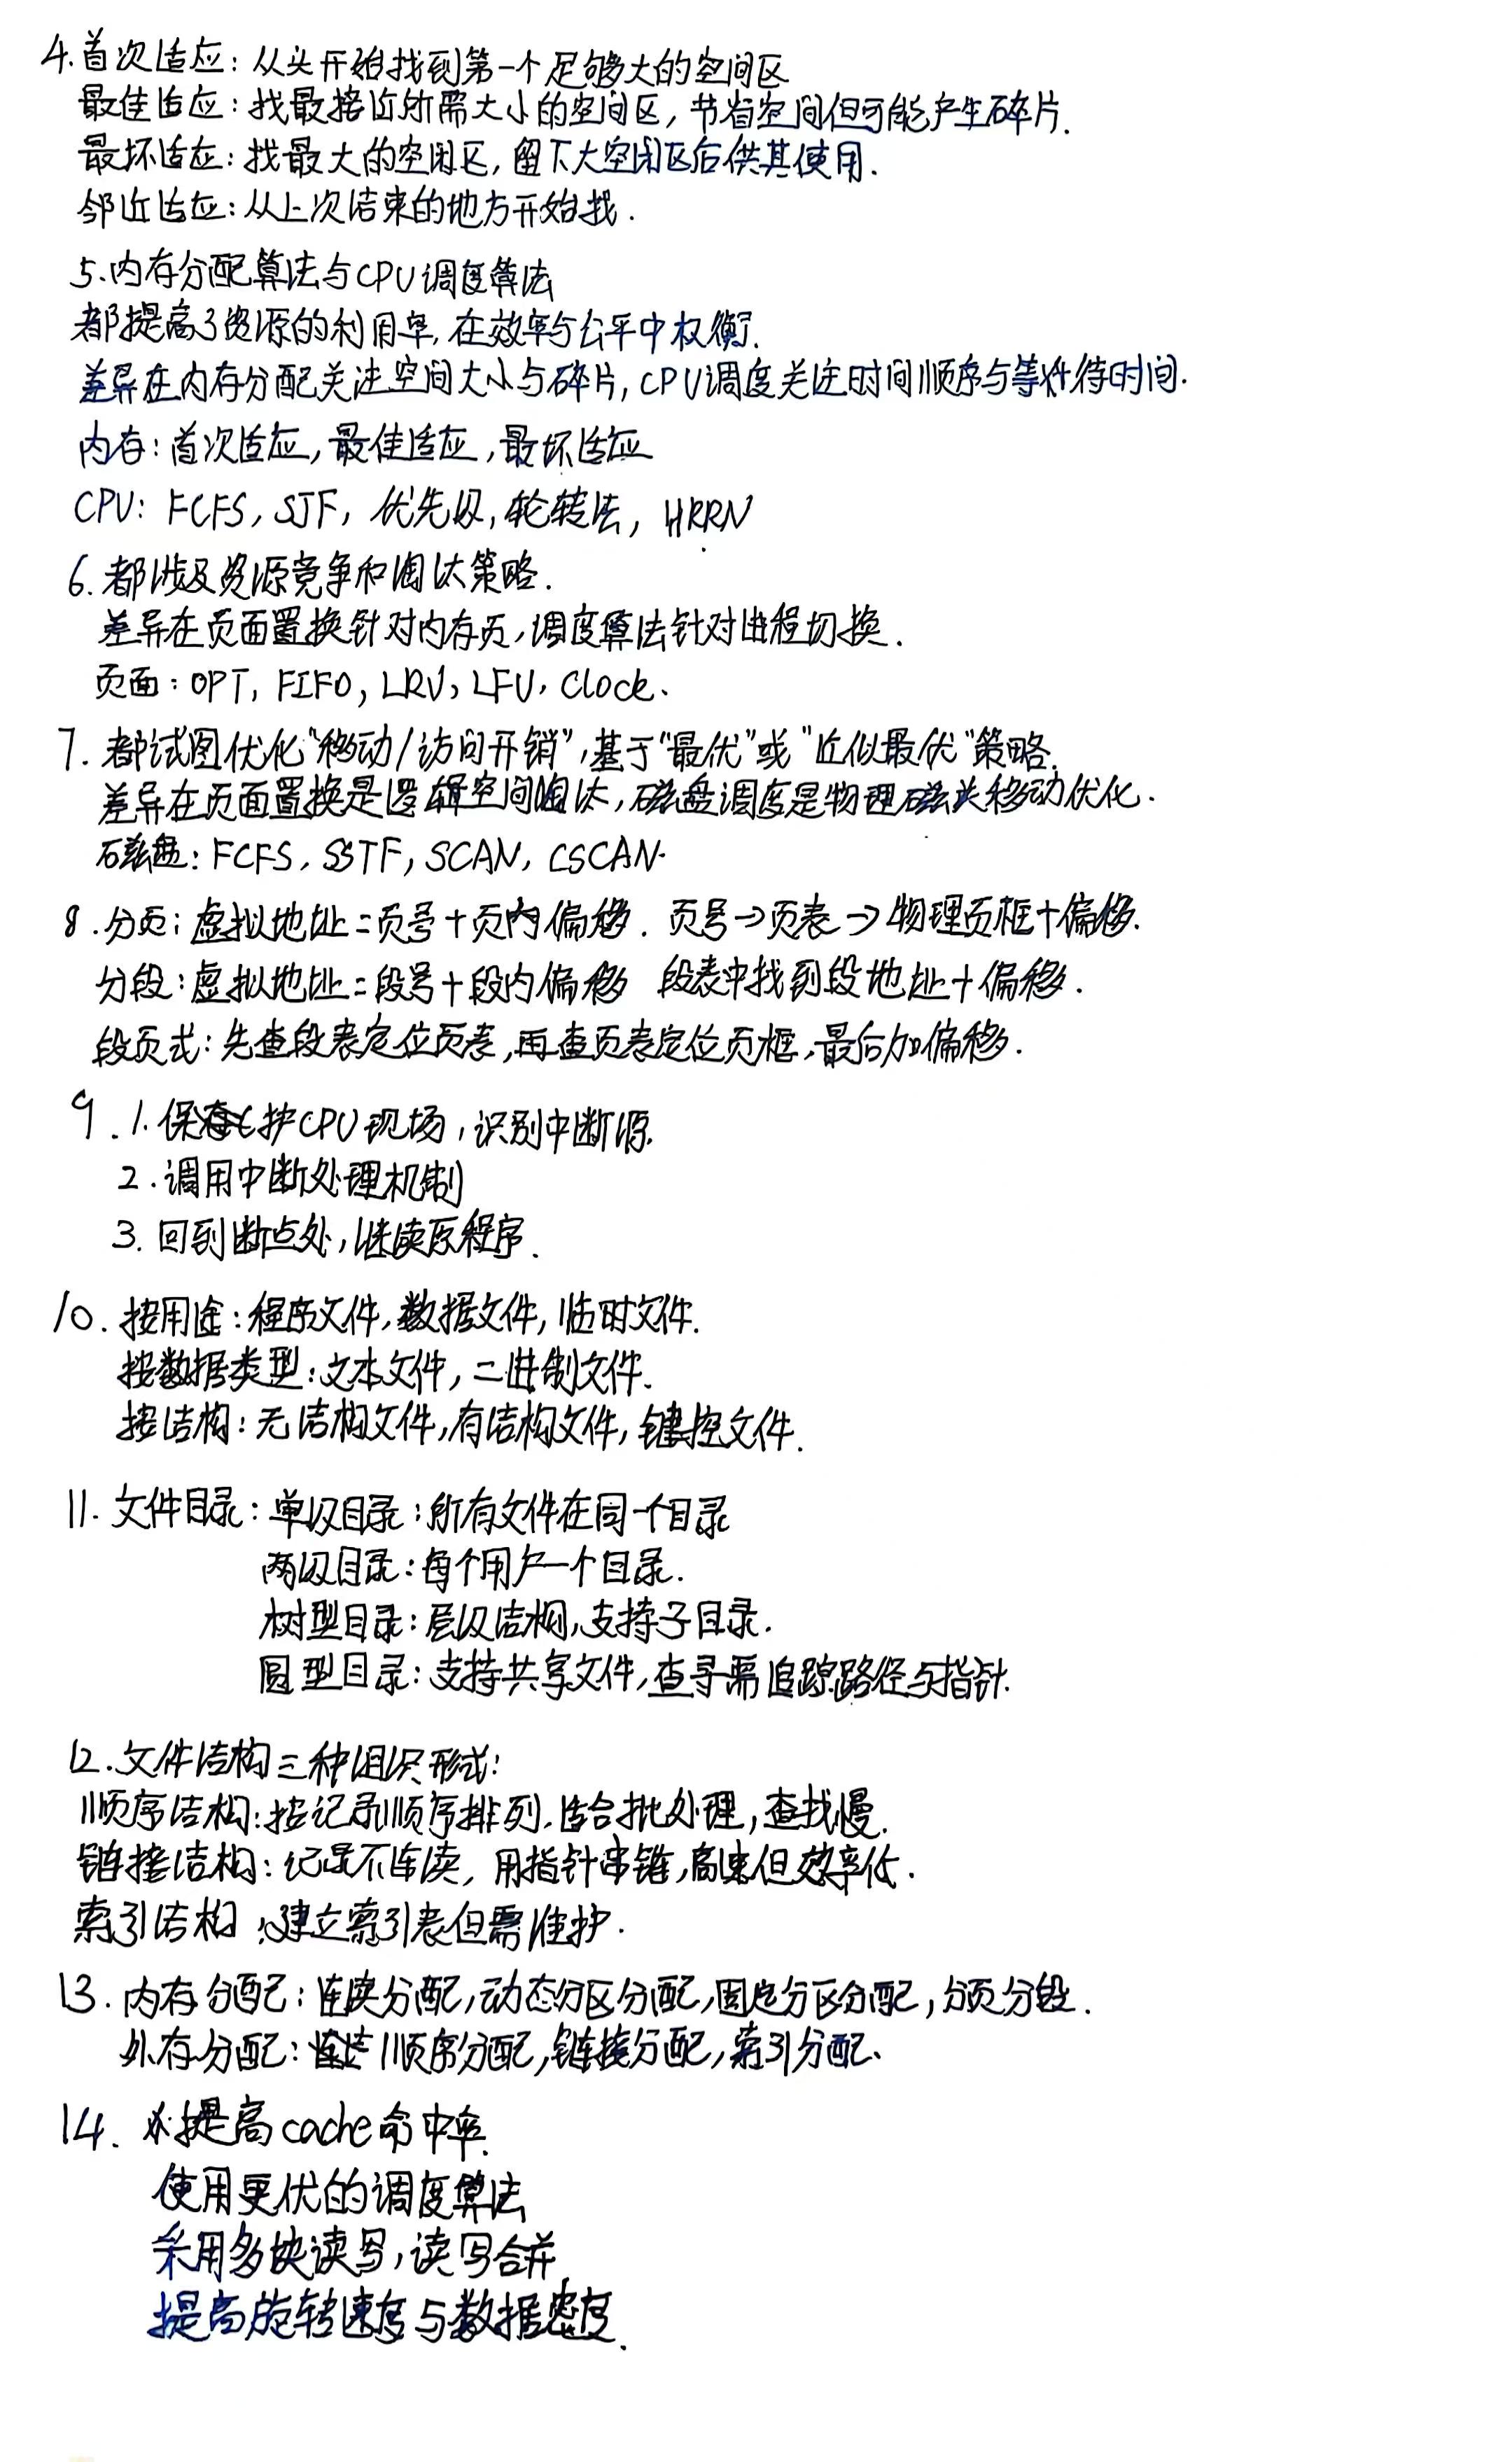 4.首次适应：从头开始找到第一个足够大的空间区
最佳适应：找最接近所需大小的空间区，节省空间但可能产生碎片.
最坏适应：找最大的空闲区，留下大空闲区后供其使用.
邻近适应：从上次结束的地方开始找.
5.内存分配算法与CPU调度算法
都提高了资源的利用率,在效率与公平中权衡.
差异在内存分配关注空间大小与碎片,CPU调度关注时间顺序与等待时间.
内存：首次适应,最佳适应,最坏适应
CPU: FCFS, SJF, 优先级,轮转法, HRRN
6.都涉及资源竞争和淘汰策略.
差异在页面置换针对内存页,调度算法针对进程切换.
页面：OPT, FIFO, LRU, LFU, Clock、
7.都试图优化"移动/访问开销",基于"最优"或"近似最优"策略.
差异在页面置换是逻辑空间淘汰,磁盘调度是物理磁头移动优化.
磁盘：FCFS, SSTF, SCAN, CSCAN.
8.分页：虚拟地址=页号+页内偏移. 页号→页表→物理页框+偏移.
分段：虚拟地址=段号+段内偏移 段表中找到段地址+偏移.
段页式：先查段表定位页表,再查页表定位页框,最后加偏移.
9.1.保护CPU现场,识别中断源.
2.调用中断处理机制
3.回到断点处,继续原程序.
10.按用途：程序文件,数据文件,临时文件.
按数据类型：文本文件,二进制文件.
按结构：无结构文件,有结构文件,键控文件.
11.文件目录：单级目录：所有文件在同一个目录
两级目录：每个用户一个目录.
树型目录：层级结构,支持子目录.
图型目录：支持共享文件,查寻需追踪路径与指针.
12.文件结构三种组织形式：
顺序结构：按记录顺序排列.适合批处理,查找慢.
链接结构：记录不连续,用指针串链,高速但效率低.
索引结构：建立索引表但需维护.
13.内存分配：连续分配,动态分区分配,固定分区分配,分页分段.
外存分配：顺序分配,链接分配,索引分配、
14.提高cache命中率.
使用更优的调度算法
采用多块读写,读写合并
提高旋转速度与数据密度.